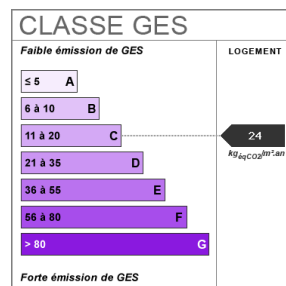 CLASSE GES
Faible émission de GES
LOGEMENT
≤ 5 A
6 à 10 B
11 à 20 C
24
kgéqCO2/m².an
21 à 35 D
36 à 55 E
56 à 80 F
> 80 G
Forte émission de GES